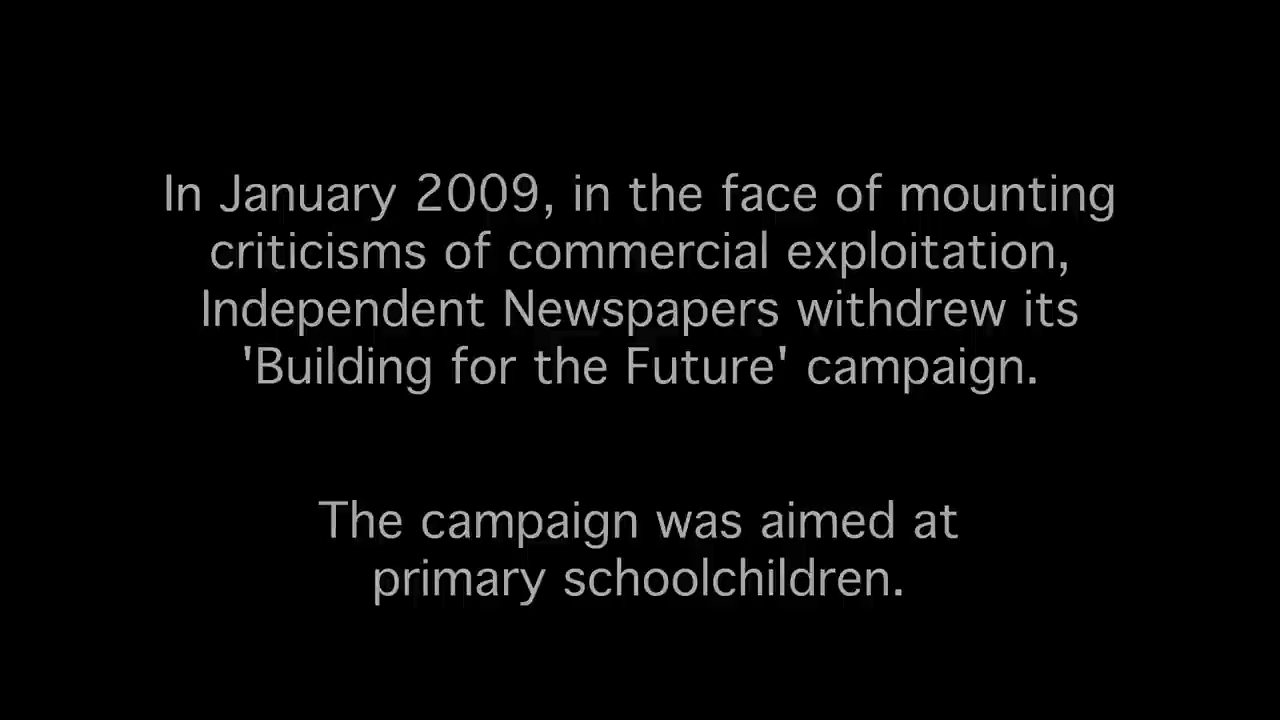 In January 2009, in the face of mounting
criticisms of commercial exploitation,
Independent Newspapers withdrew its
'Building for the Future' campaign.
The campaign was aimed at
primary schoolchildren.